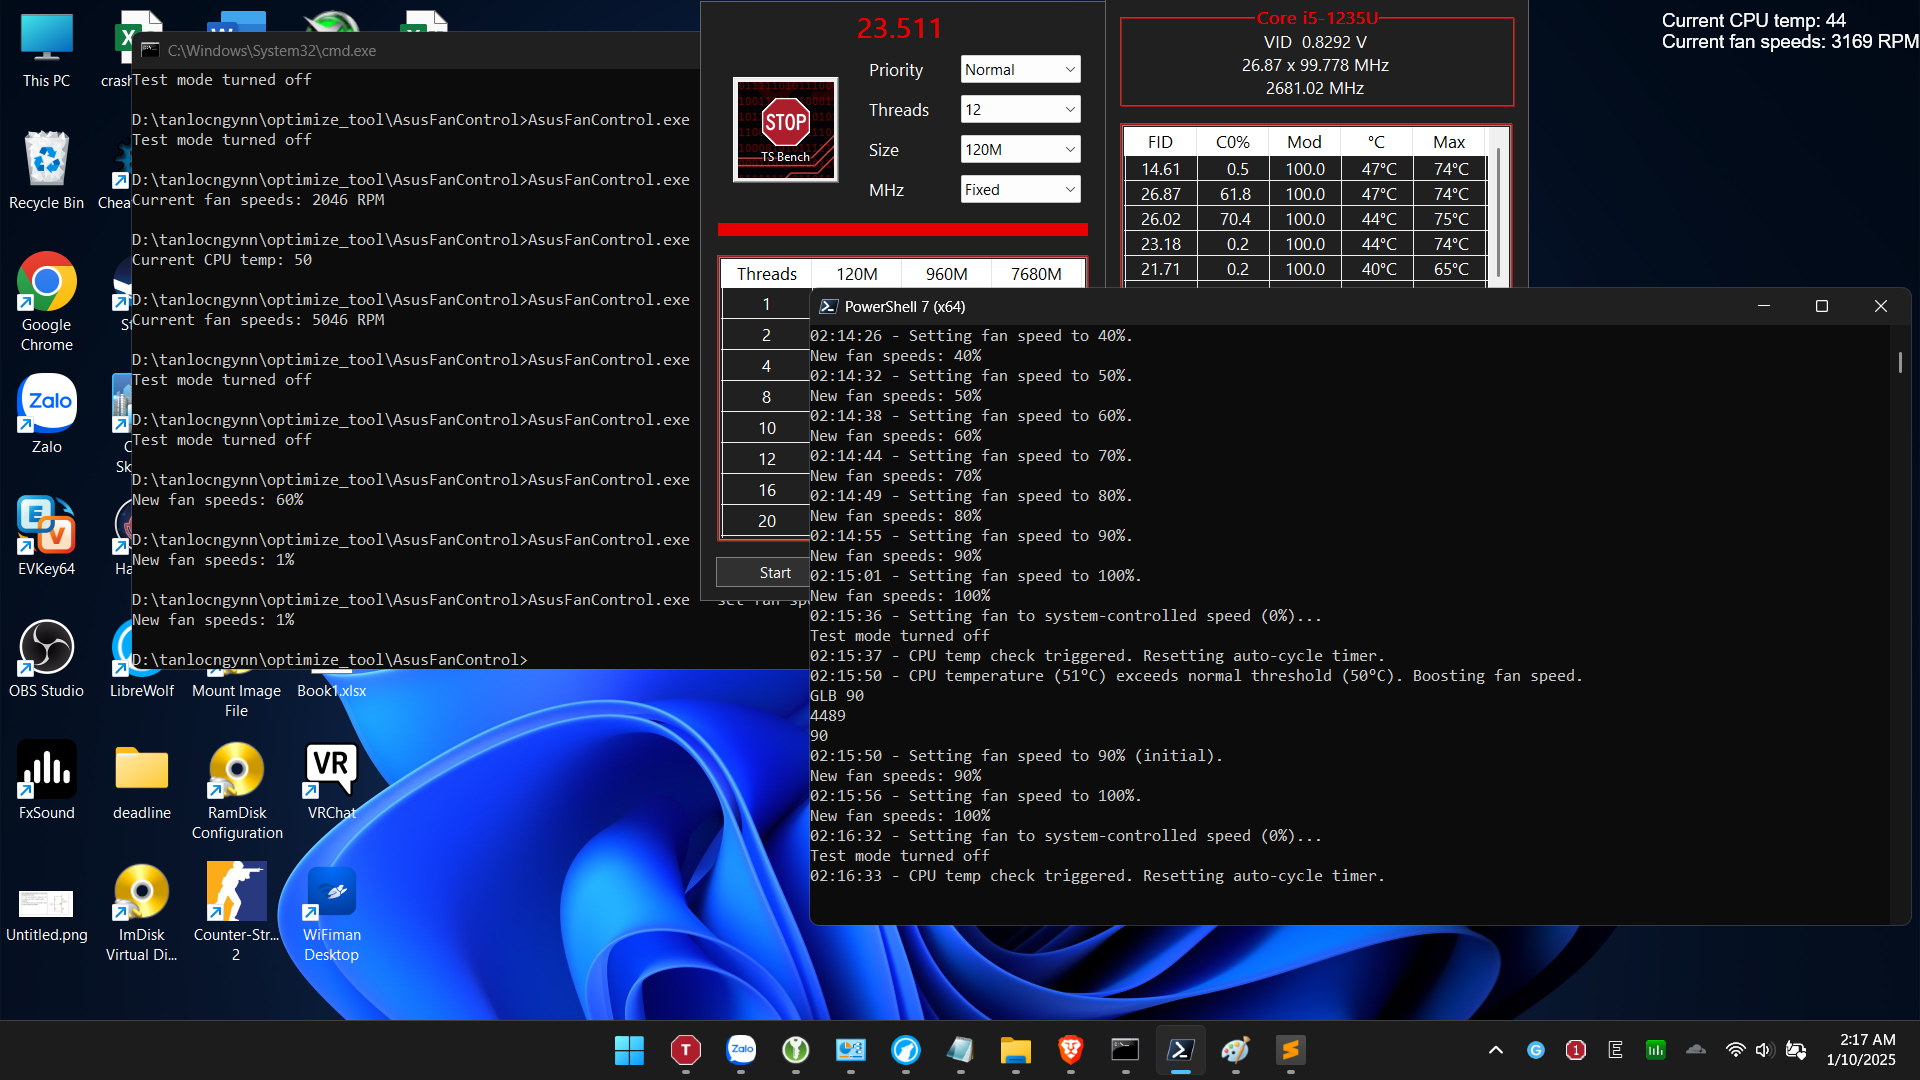 This PC
crash
Recycle Bin
Chea
Google
Chrome
Zalo
Zalo
EVKey64
OBS Studio
LibreWolf
Mount Image
File
Book1.xlsx
FxSound
deadline
RamDisk
Configuration
VR
VRChat
Untitled.png
ImDisk
Virtual Di...
Counter-Str...
2
WiFiman
Desktop
C:\Windows\System32\cmd.exe
Test mode turned off
D:\tanlocngynn\optimize_tool\AsusFanControl>AsusFanControl.exe
Test mode turned off
D:\tanlocngynn\optimize_tool\AsusFanControl>AsusFanControl.exe
Current fan speeds: 2046 RPM
D:\tanlocngynn\optimize_tool\AsusFanControl>AsusFanControl.exe
Current CPU temp: 50
D:\tanlocngynn\optimize_tool\AsusFanControl>AsusFanControl.exe
Current fan speeds: 5046 RPM
D:\tanlocngynn\optimize_tool\AsusFanControl>AsusFanControl.exe
Test mode turned off
D:\tanlocngynn\optimize_tool\AsusFanControl>AsusFanControl.exe
Test mode turned off
D:\tanlocngynn\optimize_tool\AsusFanControl>AsusFanControl.exe
New fan speeds: 60%
D:\tanlocngynn\optimize_tool\AsusFanControl>AsusFanControl.exe
New fan speeds: 1%
D:\tanlocngynn\optimize_tool\AsusFanControl>AsusFanControl.exe
New fan speeds: 1%
D:\tanlocngynn\optimize_tool\AsusFanControl>
23.511
STOP
TS Bench
Priority Normal
Threads 12
Size 120M
MHz Fixed
Threads 120M 960M 7680M
1
2
4
8
10
12
16
20
Start
Core i5-1235U
VID 0.8292 V
26.87 x 99.778 MHz
2681.02 MHz
FID C0% Mod °C Max
14.61 0.5 100.0 47°C 74°C
26.87 61.8 100.0 47°C 74°C
26.02 70.4 100.0 44°C 75°C
23.18 0.2 100.0 44°C 74°C
21.71 0.2 100.0 40°C 65°C
Current CPU temp: 44
Current fan speeds: 3169 RPM
PowerShell 7 (x64)
02:14:26 - Setting fan speed to 40%.
New fan speeds: 40%
02:14:32 - Setting fan speed to 50%.
New fan speeds: 50%
02:14:38 - Setting fan speed to 60%.
New fan speeds: 60%
02:14:44 - Setting fan speed to 70%.
New fan speeds: 70%
02:14:49 - Setting fan speed to 80%.
New fan speeds: 80%
02:14:55 - Setting fan speed to 90%.
New fan speeds: 90%
02:15:01 - Setting fan speed to 100%.
New fan speeds: 100%
02:15:36 - Setting fan to system-controlled speed (0%)...
Test mode turned off
02:15:37 - CPU temp check triggered. Resetting auto-cycle timer.
02:15:50 - CPU temperature (51°C) exceeds normal threshold (50°C). Boosting fan speed.
GLB 90
4489
90
02:15:50 - Setting fan speed to 90% (initial).
New fan speeds: 90%
02:15:56 - Setting fan speed to 100%.
New fan speeds: 100%
02:16:32 - Setting fan to system-controlled speed (0%)...
Test mode turned off
02:16:33 - CPU temp check triggered. Resetting auto-cycle timer.
Zalo
2:17 AM
1/10/2025